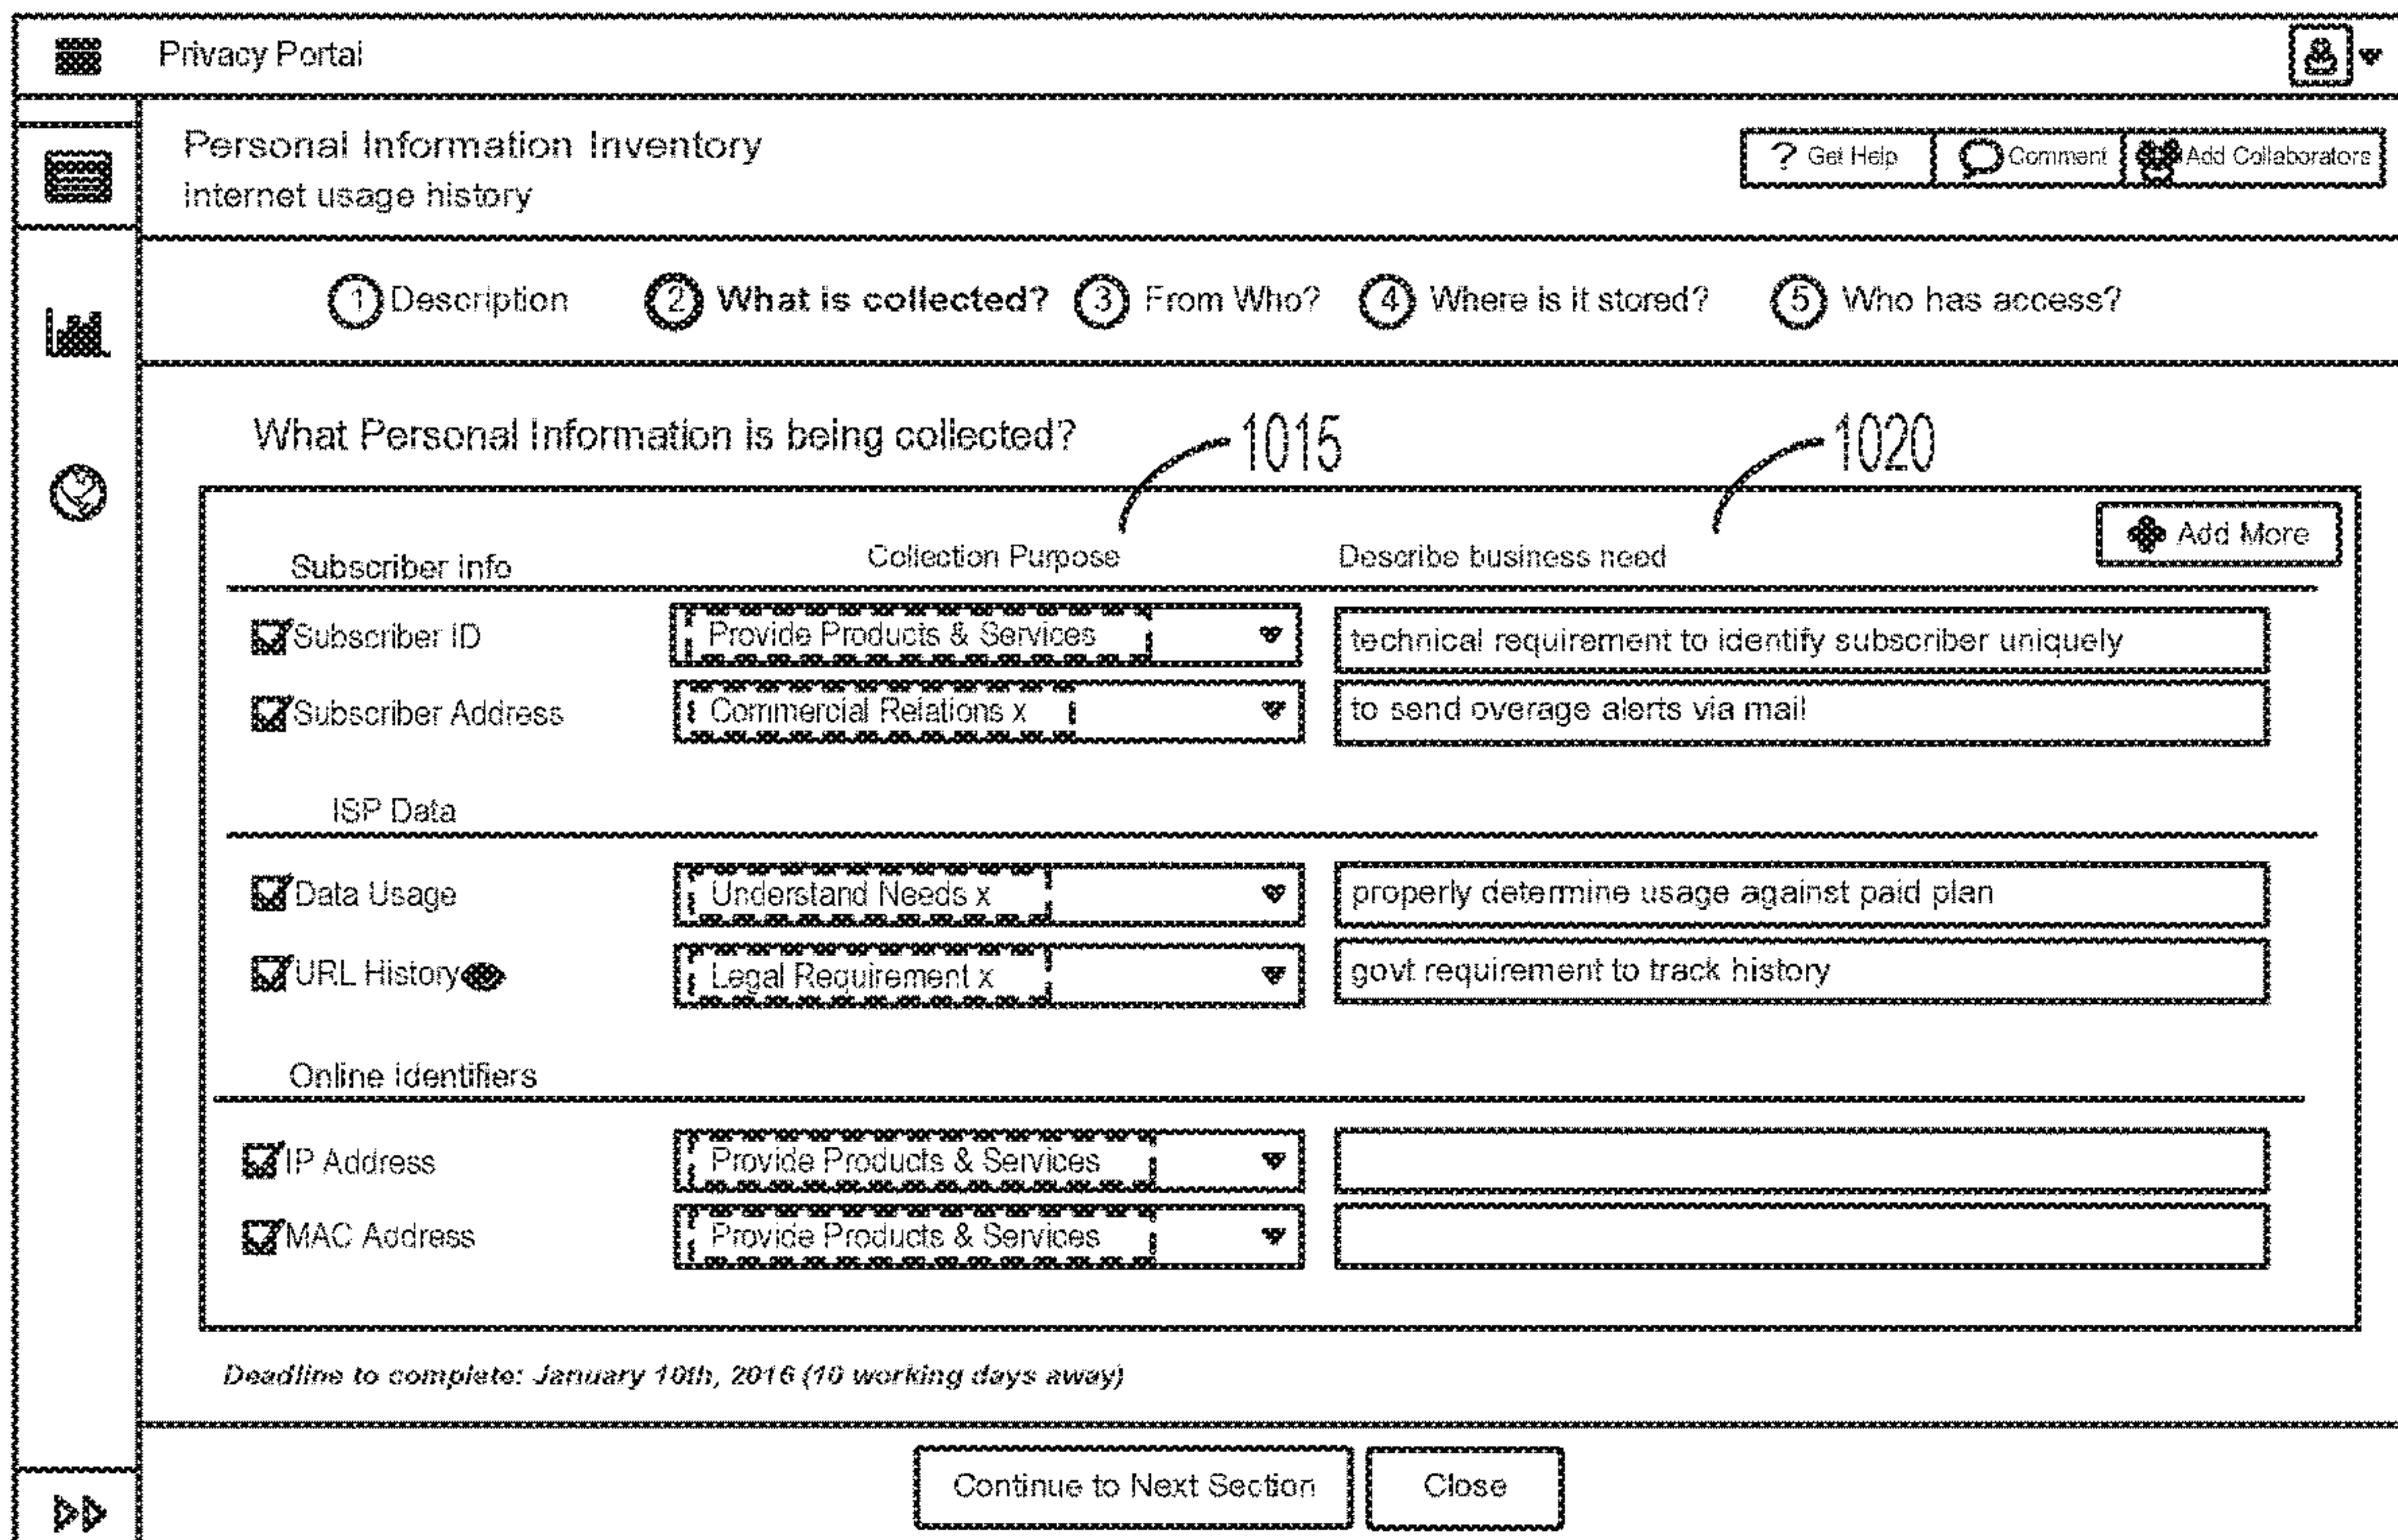 Privacy Portal
Personal Information Inventory
internet usage history
? Get Help Comment Add Collaborators
1 Description 2 What is collected? 3 From Who? 4 Where is it stored? 5 Who has access?
What Personal Information is being collected? 1015 1020
Add More
Subscriber info Collection Purpose Describe business need
Subscriber ID Provide Products & Services technical requirement to identify subscriber uniquely
Subscriber Address Commercial Relations x to send overage alerts via mail
ISP Data
Data Usage Understand Needs x properly determine usage against paid plan
URL History Legal Requirement x govt requirement to track history
Online identifiers
IP Address Provide Products & Services
MAC Address Provide Products & Services
Deadline to complete: January 10th, 2016 (10 working days away)
Continue to Next Section Close